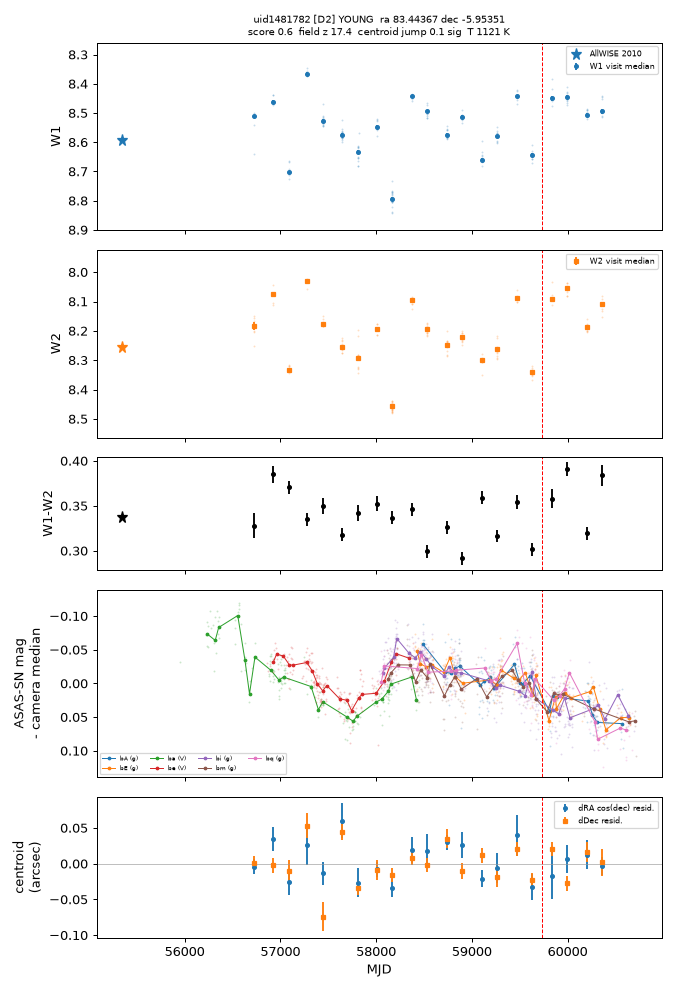 uid1481782 [D2] YOUNG  ra 83.44367 dec -5.95351
score 0.6  field z 17.4  centroid jump 0.1 sig  T 1121 K
8.3
8.4
8.5
8.6
8.7
8.8
8.9
W1
AllWISE 2010
W1 visit median
8.0
8.1
8.2
8.3
8.4
8.5
W2
W2 visit median
0.40
0.35
0.30
W1-W2
−0.10
−0.05
0.00
0.05
0.10
ASAS-SN mag
- camera median
bA (g)
bE (g)
ba (V)
be (V)
bi (g)
bm (g)
bq (g)
0.05
0.00
−0.05
−0.10
centroid
(arcsec)
dRA cos(dec) resid.
dDec resid.
56000
57000
58000
59000
60000
MJD